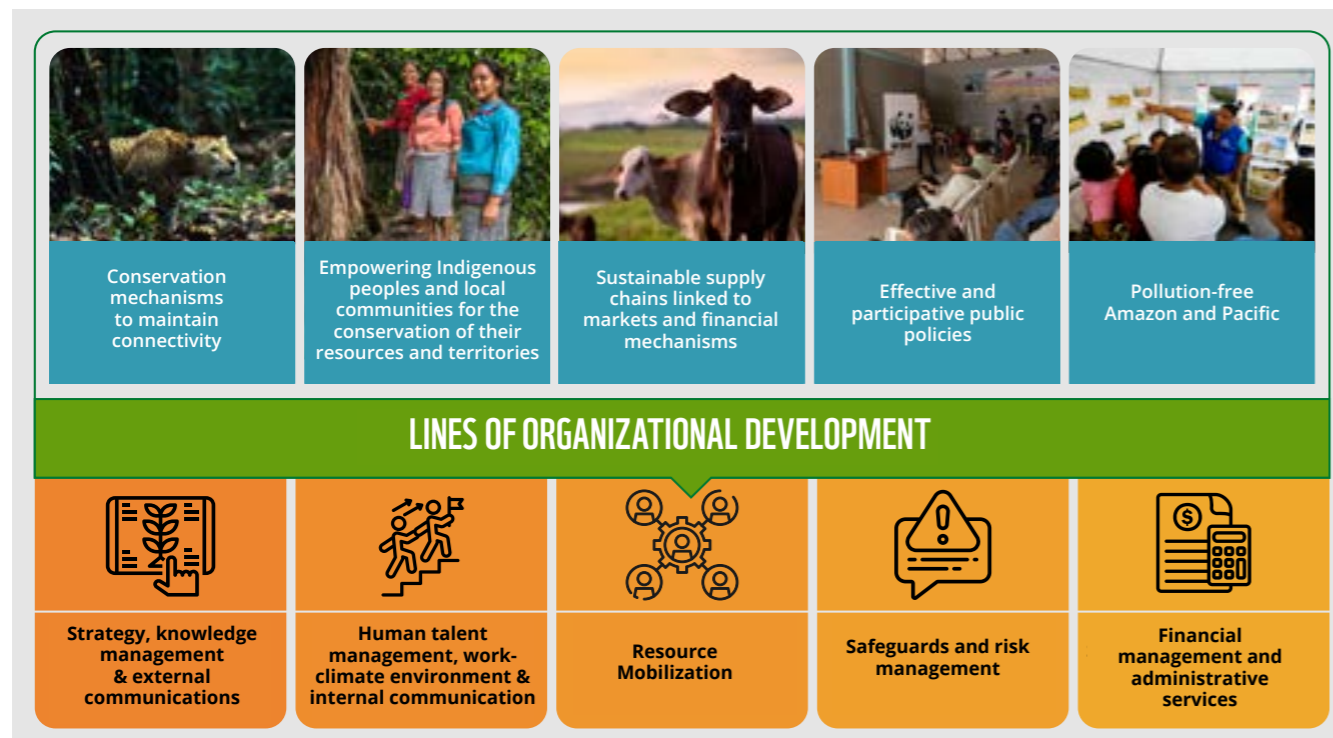 Conservation
mechanisms
to maintain
connectivity
Empowering Indigenous
peoples and local
communities for the
conservation of their
resources and territories
Sustainable supply
chains linked to
markets and financial
mechanisms
Effective and
participative public
policies
Pollution-free
Amazon and Pacific
LINES OF ORGANIZATIONAL DEVELOPMENT
Strategy, knowledge
management
& external
communications
Human talent
management, work-
climate environment &
internal communication
Resource
Mobilization
Safeguards and risk
management
$
Financial
management and
administrative
services